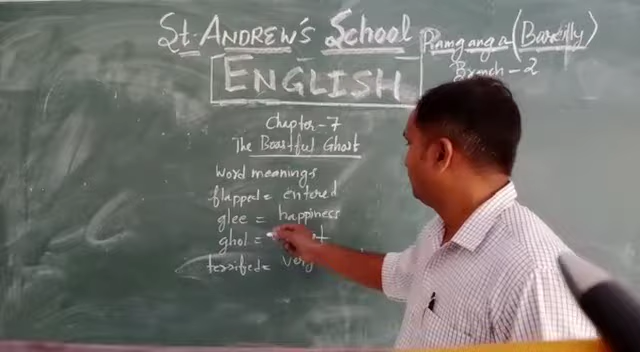 St. ANDREW'S SCHOOL
Ramganga (Bareilly)
ENGLISH
Branch - 2
Chapter - 7
The Boastful Ghost
Word meanings
flapped = entered
glee = happiness
ghol =
terrified = very